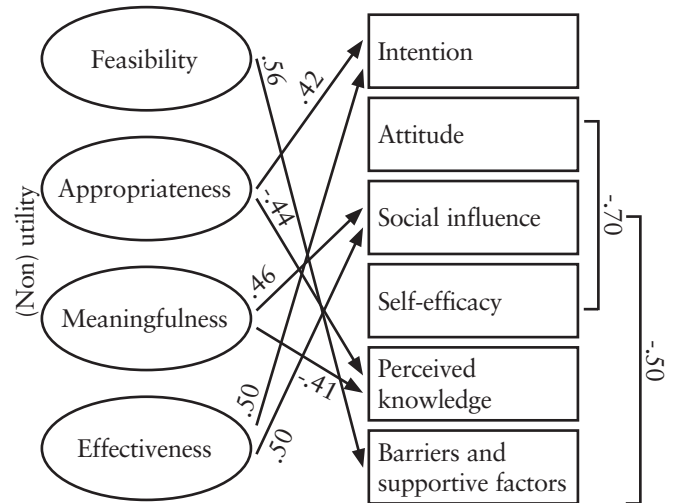 Feasibility
Appropriateness
Meaningfulness
Effectiveness
(Non) utility
.56
.42
-.44
.46
-.41
.50
.50
Intention
Attitude
Social influence
Self-efficacy
Perceived
knowledge
Barriers and
supportive factors
-.70
-.50